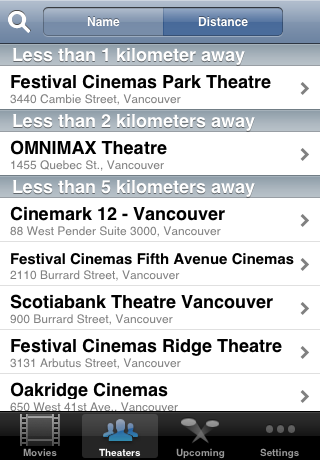 Name Distance
Less than 1 kilometer away
Festival Cinemas Park Theatre
3440 Cambie Street, Vancouver
Less than 2 kilometers away
OMNIMAX Theatre
1455 Quebec St., Vancouver
Less than 5 kilometers away
Cinemark 12 - Vancouver
88 West Pender Suite 3000, Vancouver
Festival Cinemas Fifth Avenue Cinemas
2110 Burrard Street, Vancouver
Scotiabank Theatre Vancouver
900 Burrard Street, Vancouver
Festival Cinemas Ridge Theatre
3131 Arbutus Street, Vancouver
Oakridge Cinemas
650 West 41st Ave., Vancouver
Movies Theaters Upcoming Settings